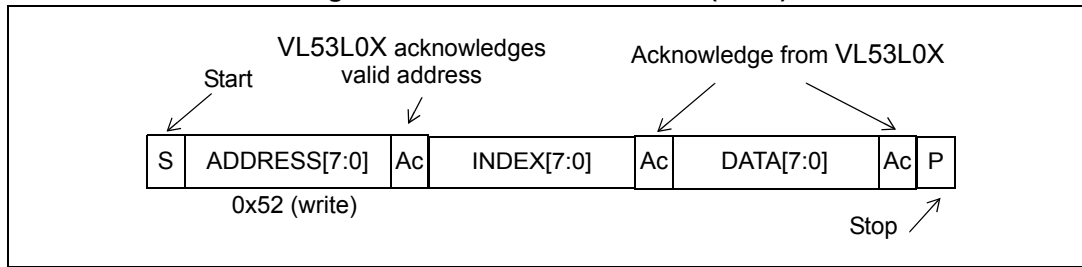 VL53L0X acknowledges
valid address
Acknowledge from VL53L0X
Start
S ADDRESS[7:0] Ac INDEX[7:0] Ac DATA[7:0] Ac P
0x52 (write)
Stop